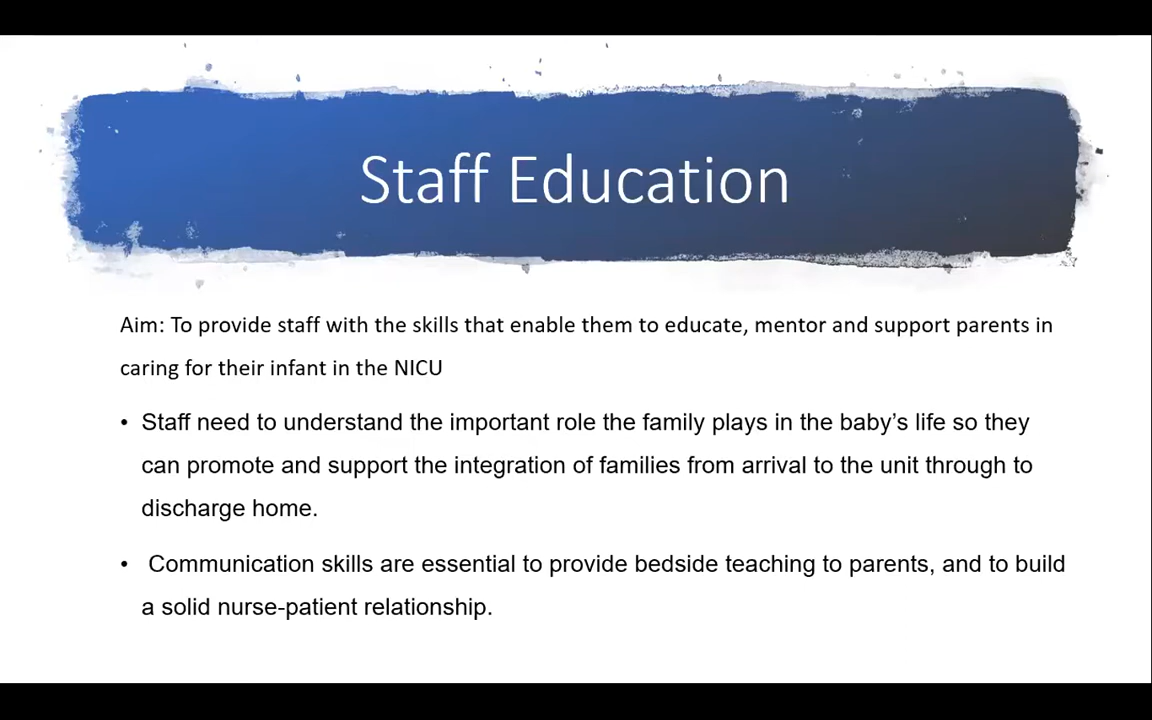 Staff Education
Aim: To provide staff with the skills that enable them to educate, mentor and support parents in
caring for their infant in the NICU
• Staff need to understand the important role the family plays in the baby’s life so they
can promote and support the integration of families from arrival to the unit through to
discharge home.
• Communication skills are essential to provide bedside teaching to parents, and to build
a solid nurse-patient relationship.